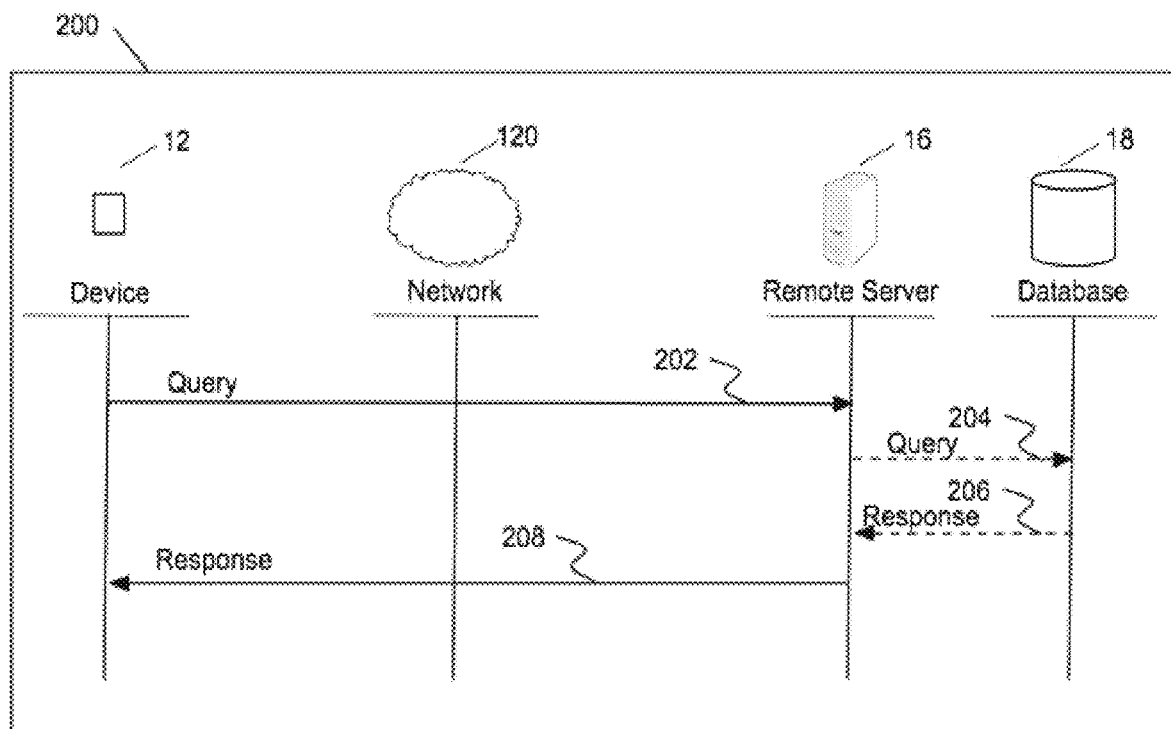 200
12
120
16
18
Device
Network
Remote Server
Database
202
Query
204
Query
206
Response
208
Response